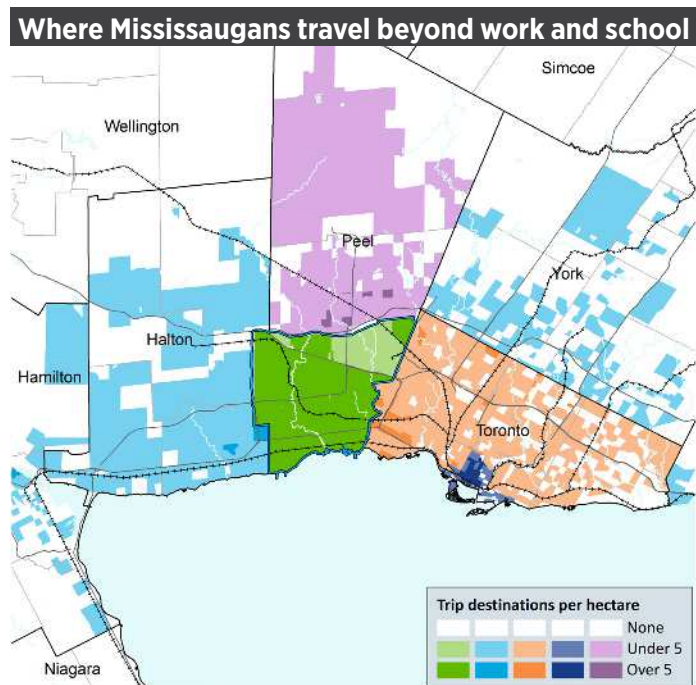 Where Mississaugans travel beyond work and school
Simcoe
Wellington
Peel
York
Halton
Hamilton
Toronto
Trip destinations per hectare
None
Under 5
Over 5
Niagara